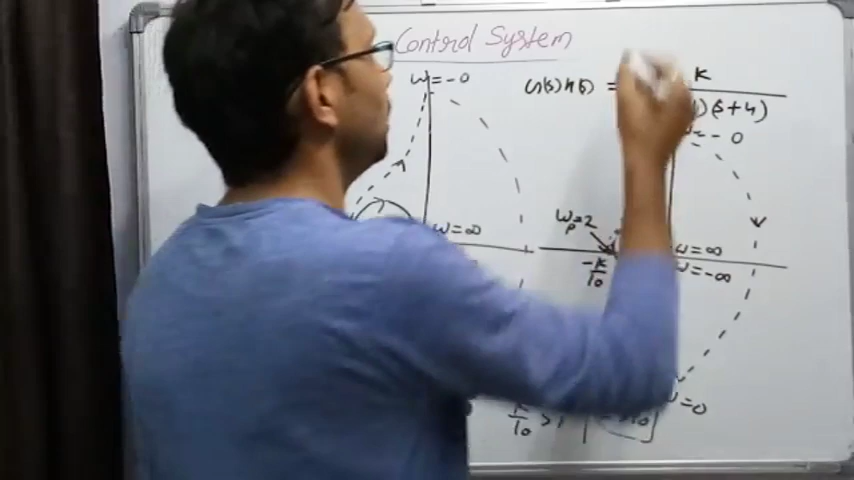 Control System
ω=-0
G(s)H(s) = K
)(s+4)
= -0
ω=∞
ωp=2
ω=∞
-K/10
ω=-∞
ω=0
K/10 >1